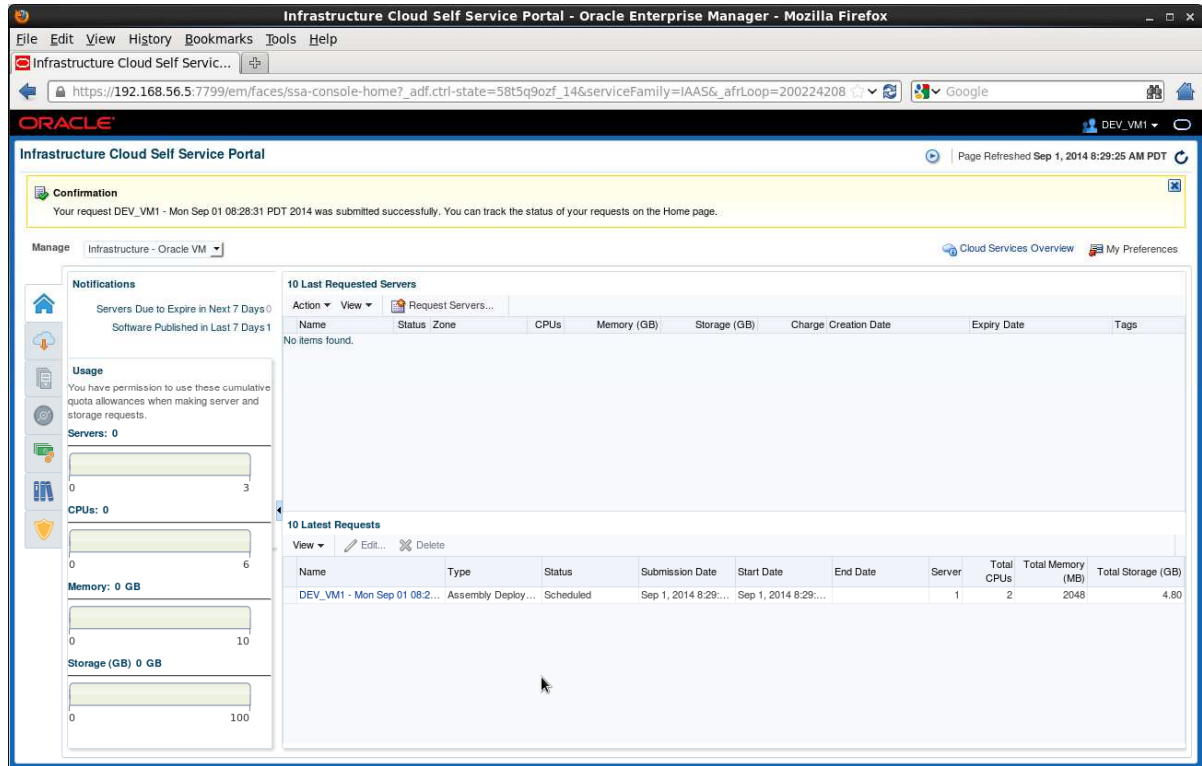 Infrastructure Cloud Self Service Portal - Oracle Enterprise Manager - Mozilla Firefox
File Edit View History Bookmarks Tools Help
Infrastructure Cloud Self Servic...
https://192.168.56.5:7799/em/faces/ssa-console-home?_adf.ctrl-state=58t5q9ozf_14&serviceFamily=IAAS&_afrLoop=200224208
Google
ORACLE
DEV_VM1
Infrastructure Cloud Self Service Portal
Page Refreshed Sep 1, 2014 8:29:25 AM PDT
Confirmation
Your request DEV_VM1 - Mon Sep 01 08:28:31 PDT 2014 was submitted successfully. You can track the status of your requests on the Home page.
Manage Infrastructure - Oracle VM
Cloud Services Overview My Preferences
Notifications
Servers Due to Expire in Next 7 Days 0
Software Published in Last 7 Days 1
Usage
You have permission to use these cumulative
quota allowances when making server and
storage requests.
Servers: 0
0 3
CPUs: 0
0 6
Memory: 0 GB
0 10
Storage (GB) 0 GB
0 100
10 Last Requested Servers
Action View Request Servers...
Name Status Zone CPUs Memory (GB) Storage (GB) Charge Creation Date Expiry Date Tags
No items found.
10 Latest Requests
View Edit... Delete
Name Type Status Submission Date Start Date End Date Server Total CPUs Total Memory (MB) Total Storage (GB)
DEV_VM1 - Mon Sep 01 08:2... Assembly Deploy... Scheduled Sep 1, 2014 8:29:... Sep 1, 2014 8:29:... 1 2 2048 4.80